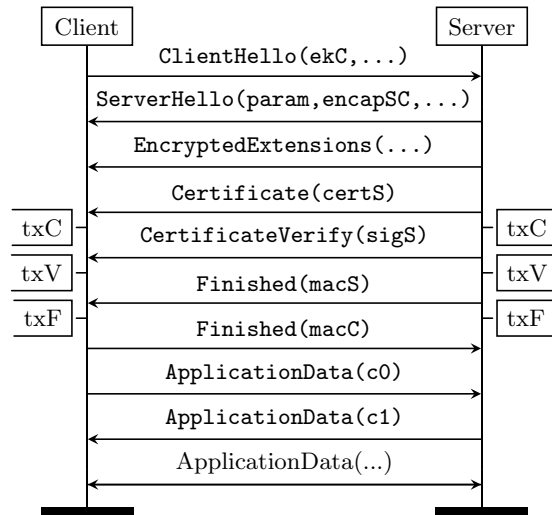 Client Server
ClientHello(ekC,...)
ServerHello(param,encapSC,...)
EncryptedExtensions(...)
Certificate(certS)
txC txC
CertificateVerify(sigS)
txV txV
Finished(macS)
txF txF
Finished(macC)
ApplicationData(c0)
ApplicationData(c1)
ApplicationData(...)